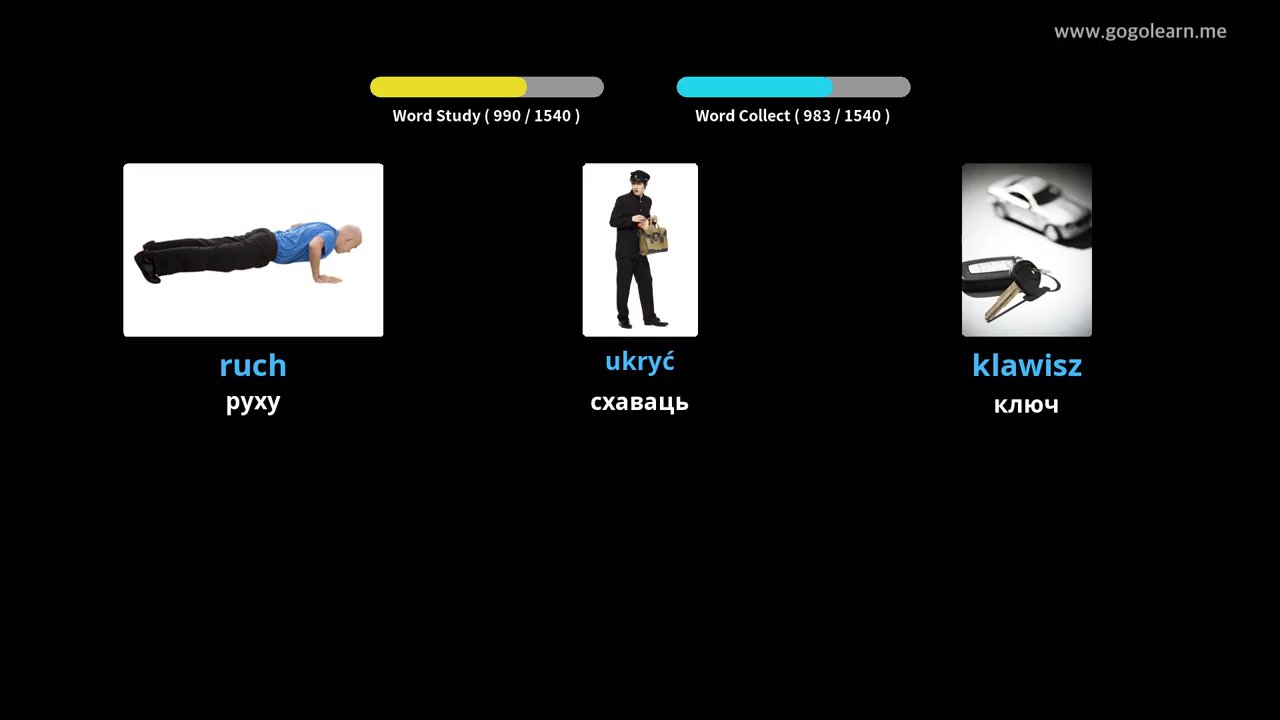 www.gogolearn.me
Word Study ( 990 / 1540 )
Word Collect ( 983 / 1540 )
ruch
руху
ukryć
схаваць
klawisz
ключ